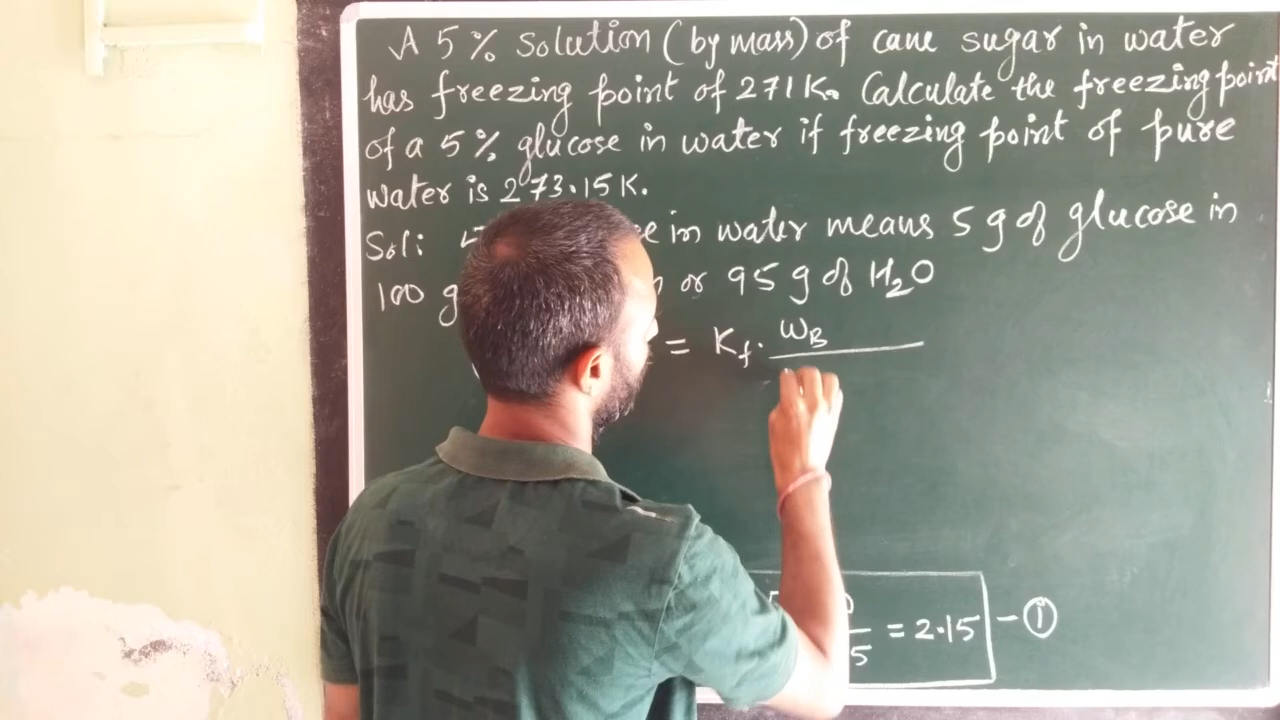 A 5% Solution (by mass) of cane sugar in water
has freezing point of 271K. Calculate the freezing point
of a 5% glucose in water if freezing point of pure
water is 273.15K.
Sol: in water means 5g of glucose in
100 g or 95 g of H₂O
= Kf. WB
5 = 2.15 - ①